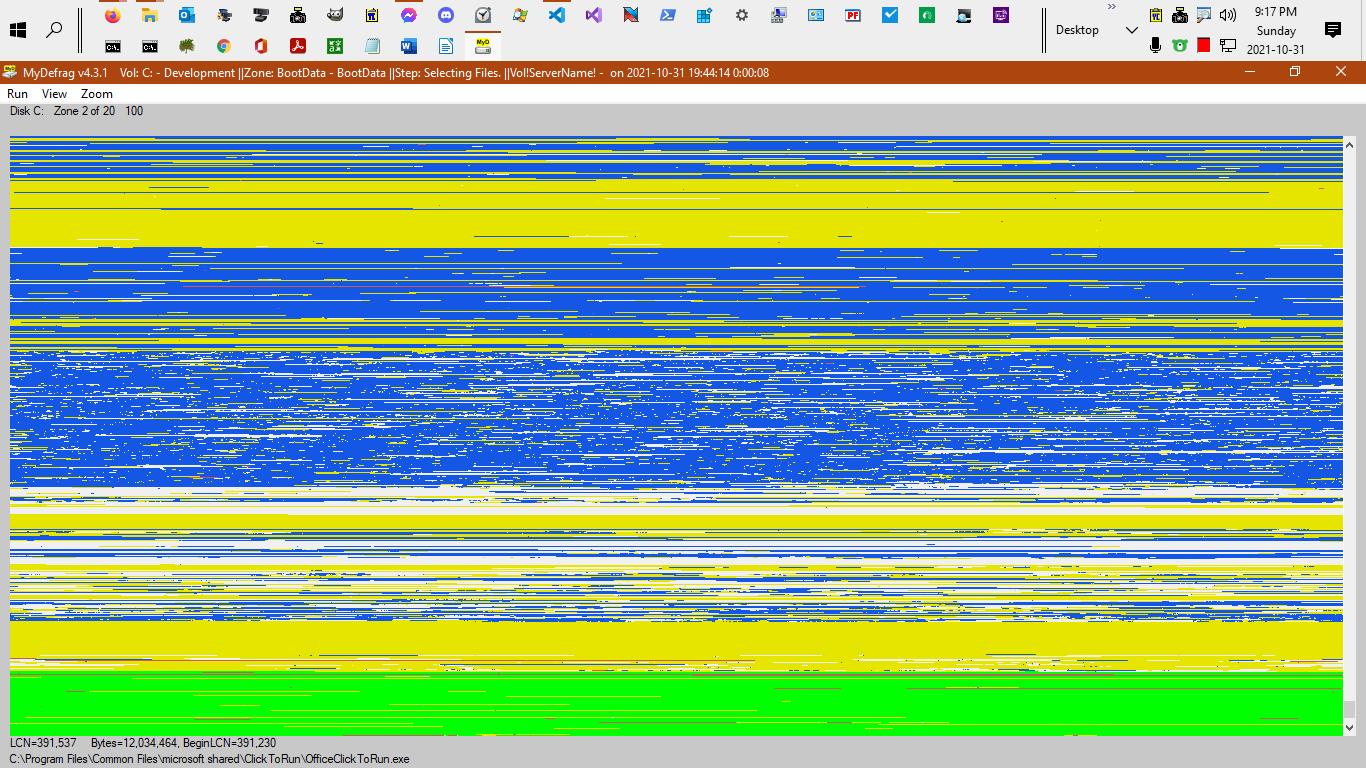 9:17 PM
Desktop
Sunday
2021-10-31
MyD
MyDefrag v4.3.1 Vol: C: - Development ||Zone: BootData - BootData ||Step: Selecting Files. ||Vol!ServerName! - on 2021-10-31 19:44:14 0:00:08
Run View Zoom
Disk C: Zone 2 of 20 100
LCN=391,537 Bytes=12,034,464, BeginLCN=391,230
C:\Program Files\Common Files\microsoft shared\ClickToRun\OfficeClickToRun.exe